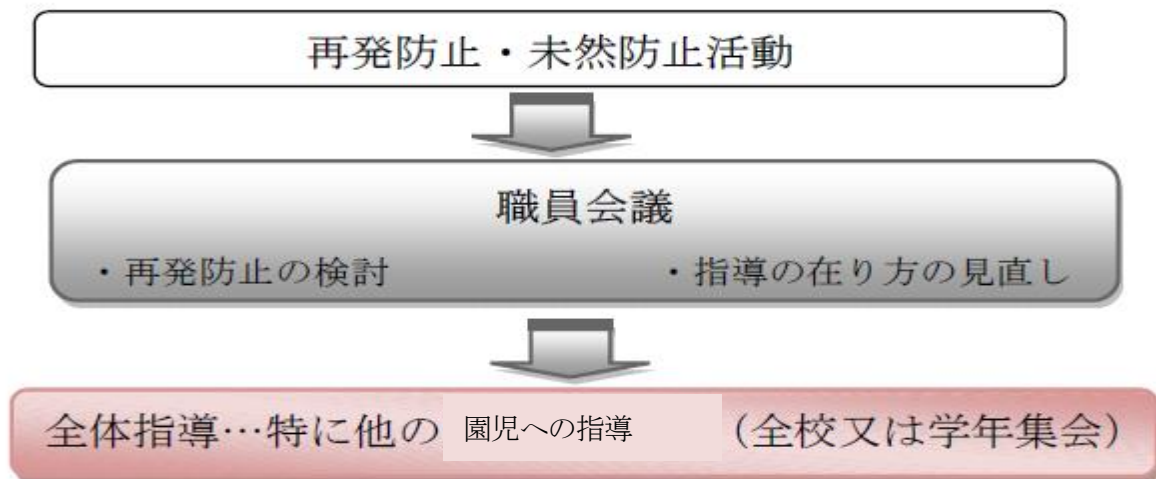 再発防止・未然防止活動
職員会議
・再発防止の検討 ・指導の在り方の見直し
全体指導…特に他の 園児への指導 (全校又は学年集会)